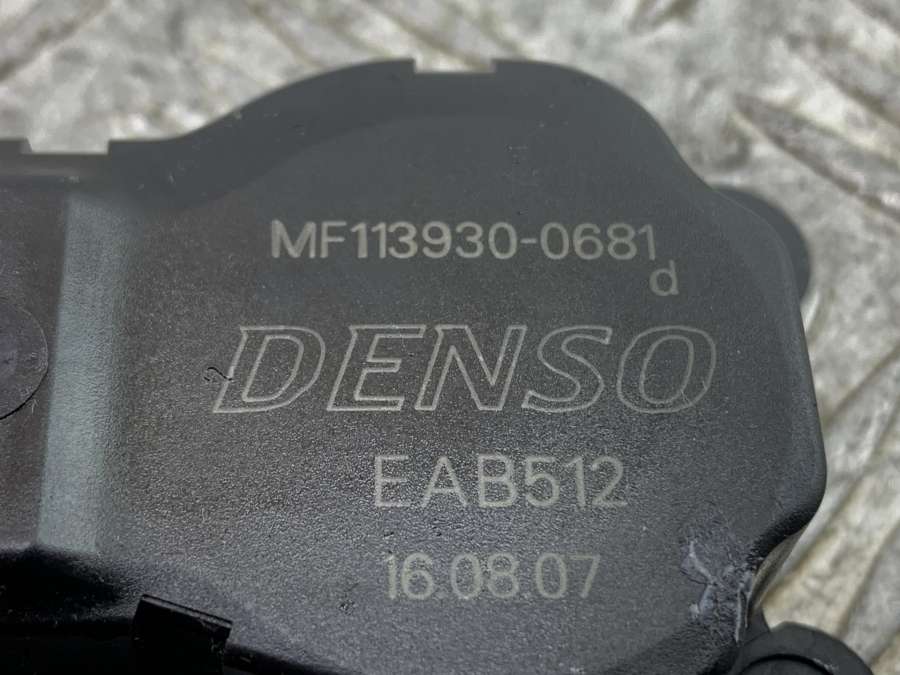 MF113930-0681
d
DENSO
EAB512
16.08.07